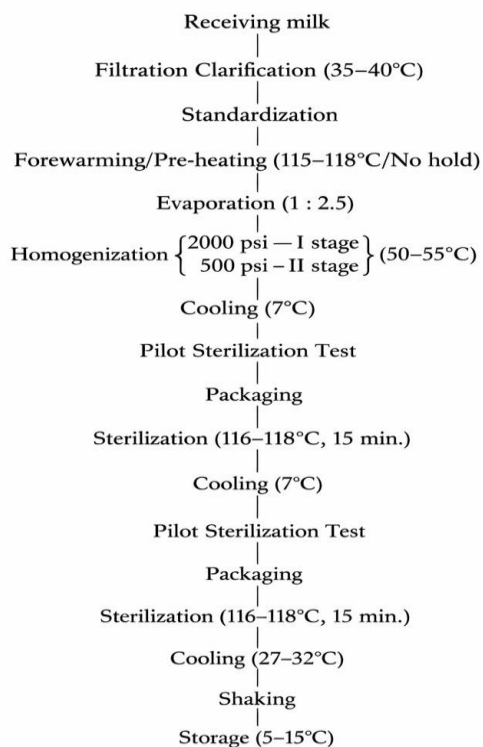 Receiving milk
Filtration Clarification (35–40°C)
Standardization
Forewarming/Pre-heating (115–118°C/No hold)
Evaporation (1 : 2.5)
Homogenization {2000 psi — I stage
500 psi – II stage} (50–55°C)
Cooling (7°C)
Pilot Sterilization Test
Packaging
Sterilization (116–118°C, 15 min.)
Cooling (7°C)
Pilot Sterilization Test
Packaging
Sterilization (116–118°C, 15 min.)
Cooling (27–32°C)
Shaking
Storage (5–15°C)